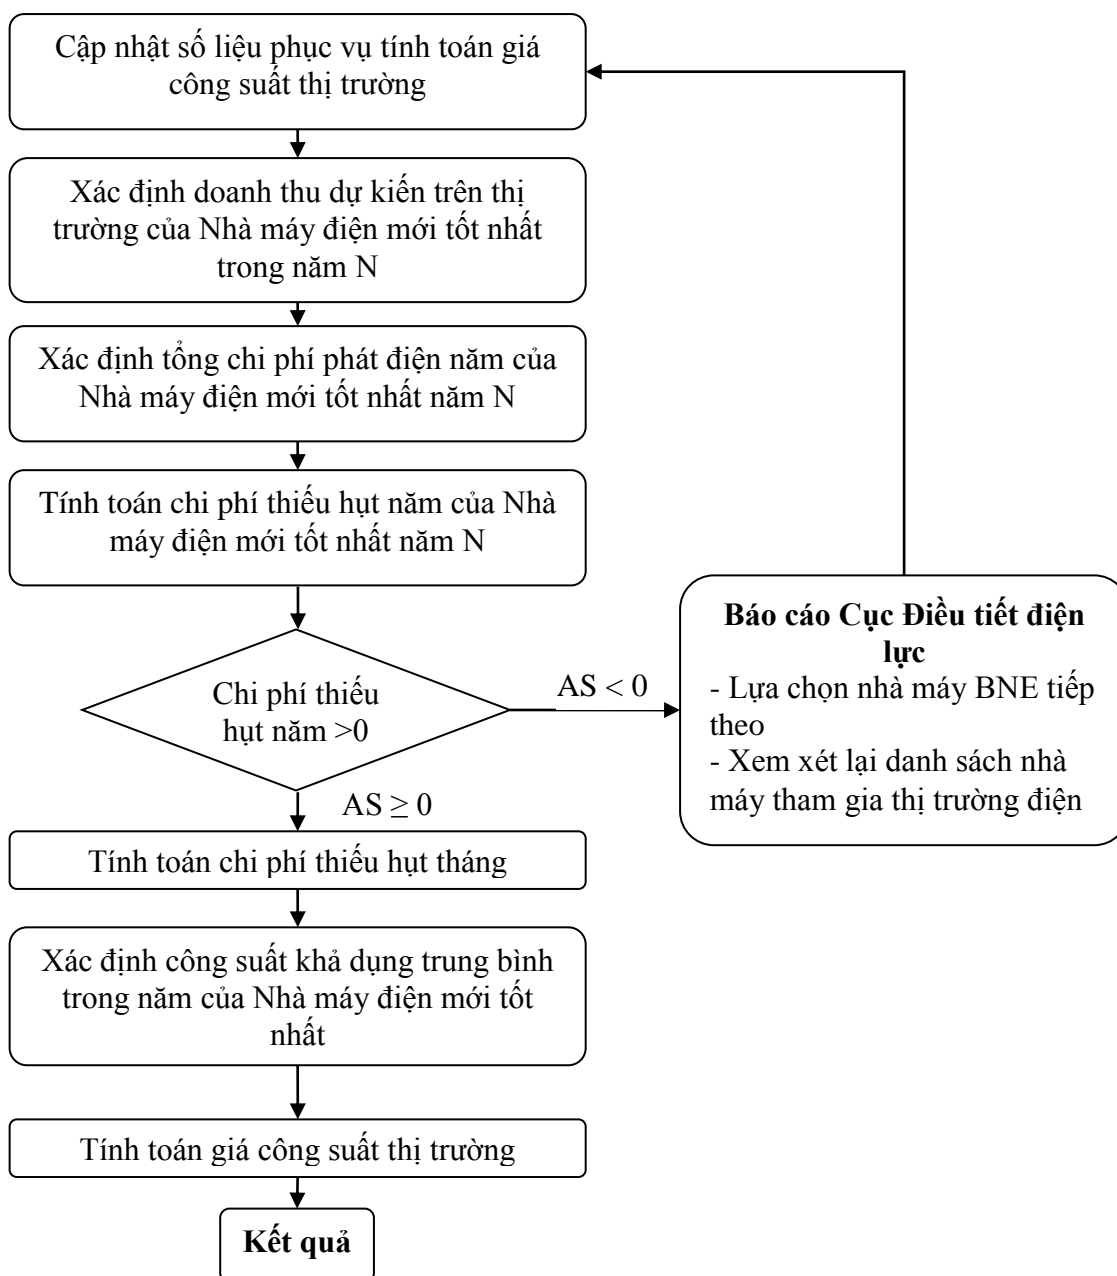 Cập nhật số liệu phục vụ tính toán giá
công suất thị trường
Xác định doanh thu dự kiến trên thị
trường của Nhà máy điện mới tốt nhất
trong năm N
Xác định tổng chi phí phát điện năm của
Nhà máy điện mới tốt nhất năm N
Tính toán chi phí thiếu hụt năm của Nhà
máy điện mới tốt nhất năm N
Chi phí thiếu
hụt năm >0
AS < 0
Báo cáo Cục Điều tiết điện
lực
- Lựa chọn nhà máy BNE tiếp
theo
- Xem xét lại danh sách nhà
máy tham gia thị trường điện
AS ≥ 0
Tính toán chi phí thiếu hụt tháng
Xác định công suất khả dụng trung bình
trong năm của Nhà máy điện mới tốt
nhất
Tính toán giá công suất thị trường
Kết quả